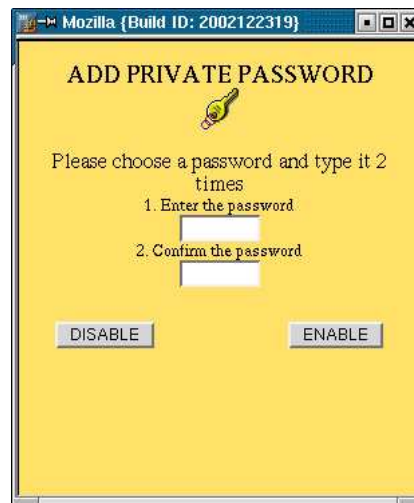 Mozilla {Build ID: 2002122319}
ADD PRIVATE PASSWORD
Please choose a password and type it 2
times
1. Enter the password
2. Confirm the password
DISABLE
ENABLE